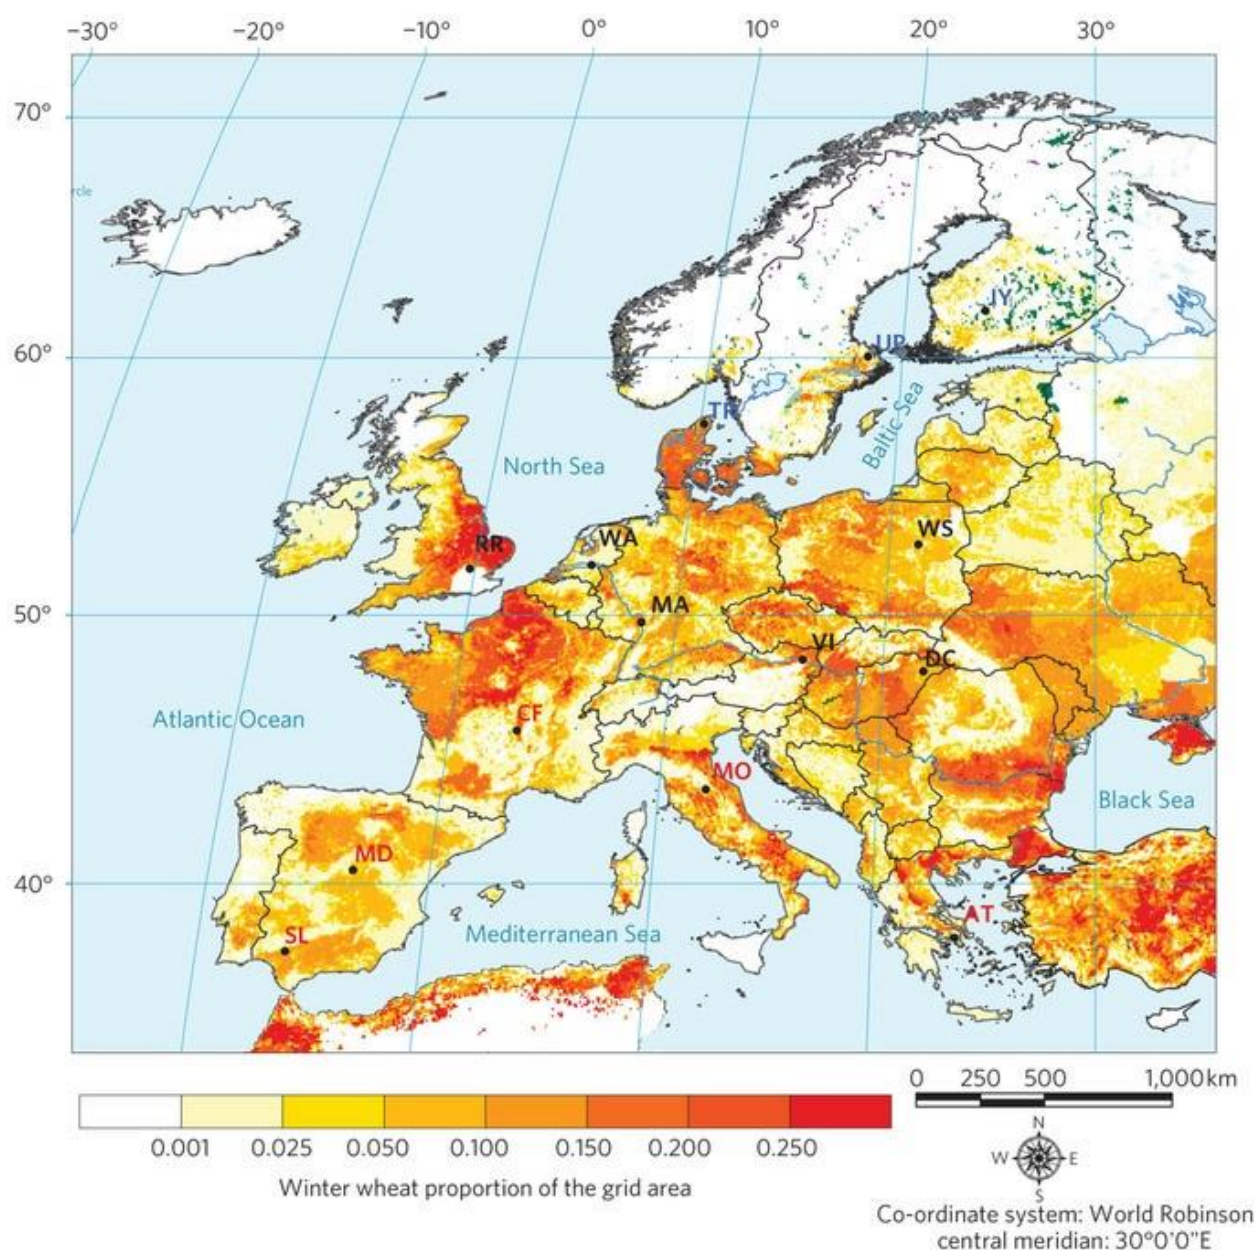 −30° −20° −10° 0° 10° 20° 30°
70°
rcle
JY
60°
UP
TR
Baltic Sea
North Sea
WS
RR
WA
50°
MA
VI
DC
Atlantic Ocean
CF
MO
Black Sea
MD
40°
AT
SL
Mediterranean Sea
0 250 500 1,000 km
0.001 0.025 0.050 0.100 0.150 0.200 0.250
N
W E
S
Winter wheat proportion of the grid area
Co-ordinate system: World Robinson
central meridian: 30°0'0"E